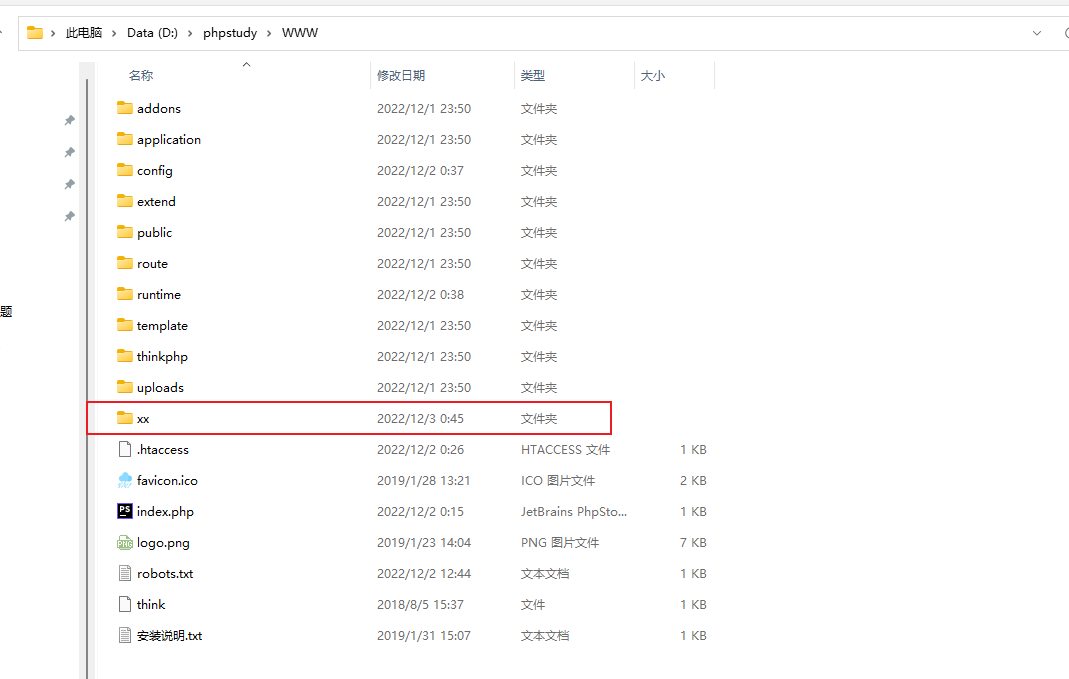 此电脑 › Data (D:) › phpstudy › WWW
名称 修改日期 类型 大小
addons 2022/12/1 23:50 文件夹
application 2022/12/1 23:50 文件夹
config 2022/12/2 0:37 文件夹
extend 2022/12/1 23:50 文件夹
public 2022/12/1 23:50 文件夹
route 2022/12/1 23:50 文件夹
runtime 2022/12/2 0:38 文件夹
题
template 2022/12/1 23:50 文件夹
thinkphp 2022/12/1 23:50 文件夹
uploads 2022/12/1 23:50 文件夹
xx 2022/12/3 0:45 文件夹
.htaccess 2022/12/2 0:26 HTACCESS 文件 1 KB
favicon.ico 2019/1/28 13:21 ICO 图片文件 2 KB
PS index.php 2022/12/2 0:15 JetBrains PhpSto... 1 KB
logo.png 2019/1/23 14:04 PNG 图片文件 7 KB
robots.txt 2022/12/2 12:44 文本文档 1 KB
think 2018/8/5 15:37 文件 1 KB
安装说明.txt 2019/1/31 15:07 文本文档 1 KB